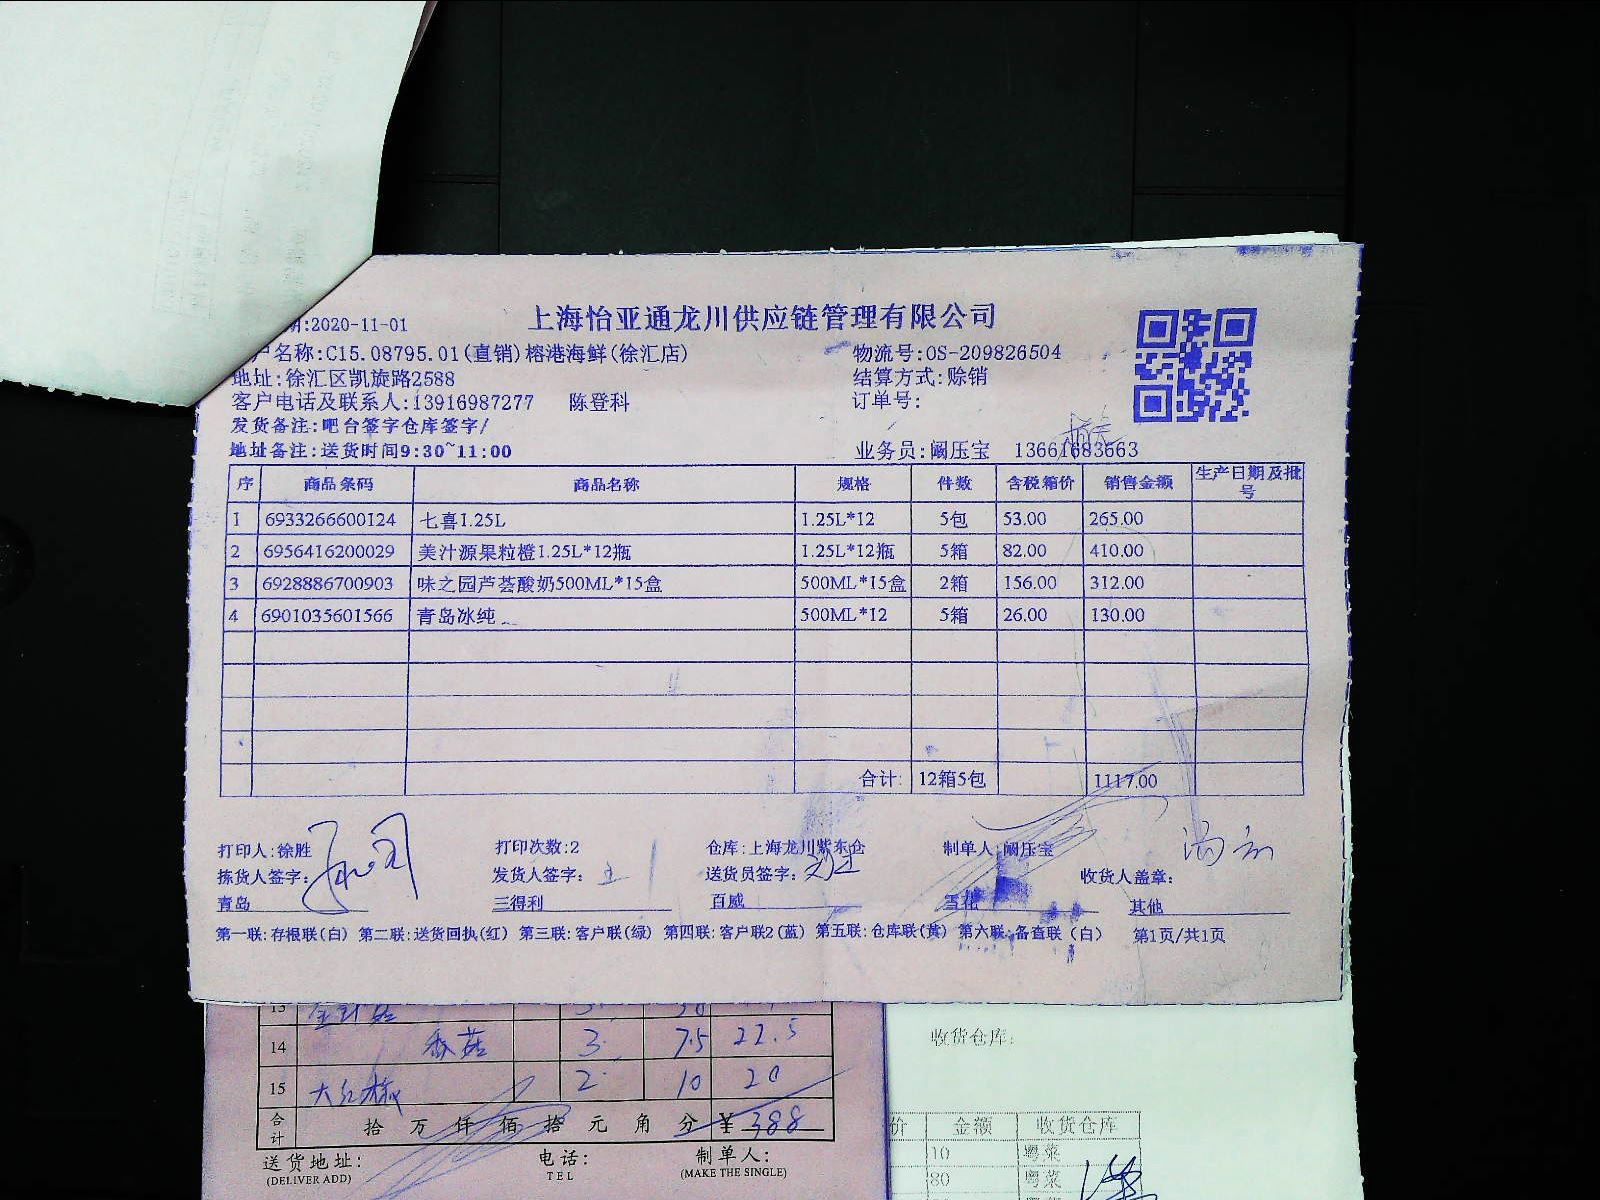 上海怡亚通龙川供应链管理有限公司
期:2020-11-01
户名称:C15.08795.01(直销)榕港海鲜(徐汇店) 物流号:OS-209826504
地址:徐汇区凯旋路2588 结算方式:赊销
客户电话及联系人:13916987277 陈登科 订单号:
发货备注:吧台签字仓库签字/
地址备注:送货时间9:30~11:00 业务员:阚压宝 13661683663
序 商品条码 商品名称 规格 件数 含税箱价 销售金额 生产日期及批号
1 6933266600124 七喜1.25L 1.25L*12 5包 53.00 265.00
2 6956416200029 美汁源果粒橙1.25L*12瓶 1.25L*12瓶 5箱 82.00 410.00
3 6928886700903 味之园芦荟酸奶500ML*15盒 500ML*15盒 2箱 156.00 312.00
4 6901035601566 青岛冰纯 500ML*12 5箱 26.00 130.00
合计: 12箱5包 1117.00
打印人:徐胜 打印次数:2 仓库:上海龙川紫东仓 制单人:阚压宝
拣货人签字: 发货人签字: 送货员签字: 收货人盖章:
青岛 三得利 百威 雪花 其他
第一联:存根联(白) 第二联:送货回执(红) 第三联:客户联(绿) 第四联:客户联2(蓝) 第五联:仓库联(黄) 第六联:备查联(白) 第1页/共1页
13
14 香菇 3 7.5 22.5
15 大红椒 2 10 20
合计 拾 万 仟 佰 拾 元 角 分 ¥ 388
送货地址: 电话: 制单人:
(DELIVER ADD) TEL (MAKE THE SINGLE)
收货仓库:
价 金额 收货仓库
10 粤菜
80 粤菜